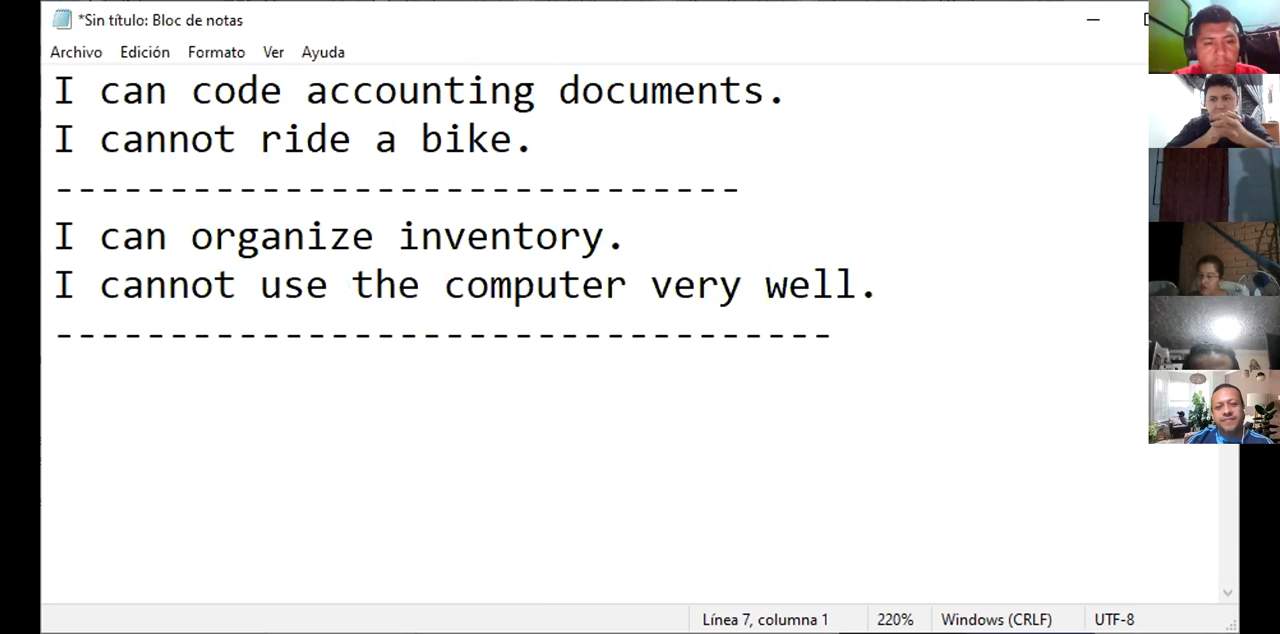 *Sin título: Bloc de notas
Archivo Edición Formato Ver Ayuda
I can code accounting documents.
I cannot ride a bike.
------------------------------
I can organize inventory.
I cannot use the computer very well.
----------------------------------
Línea 7, columna 1 220% Windows (CRLF) UTF-8